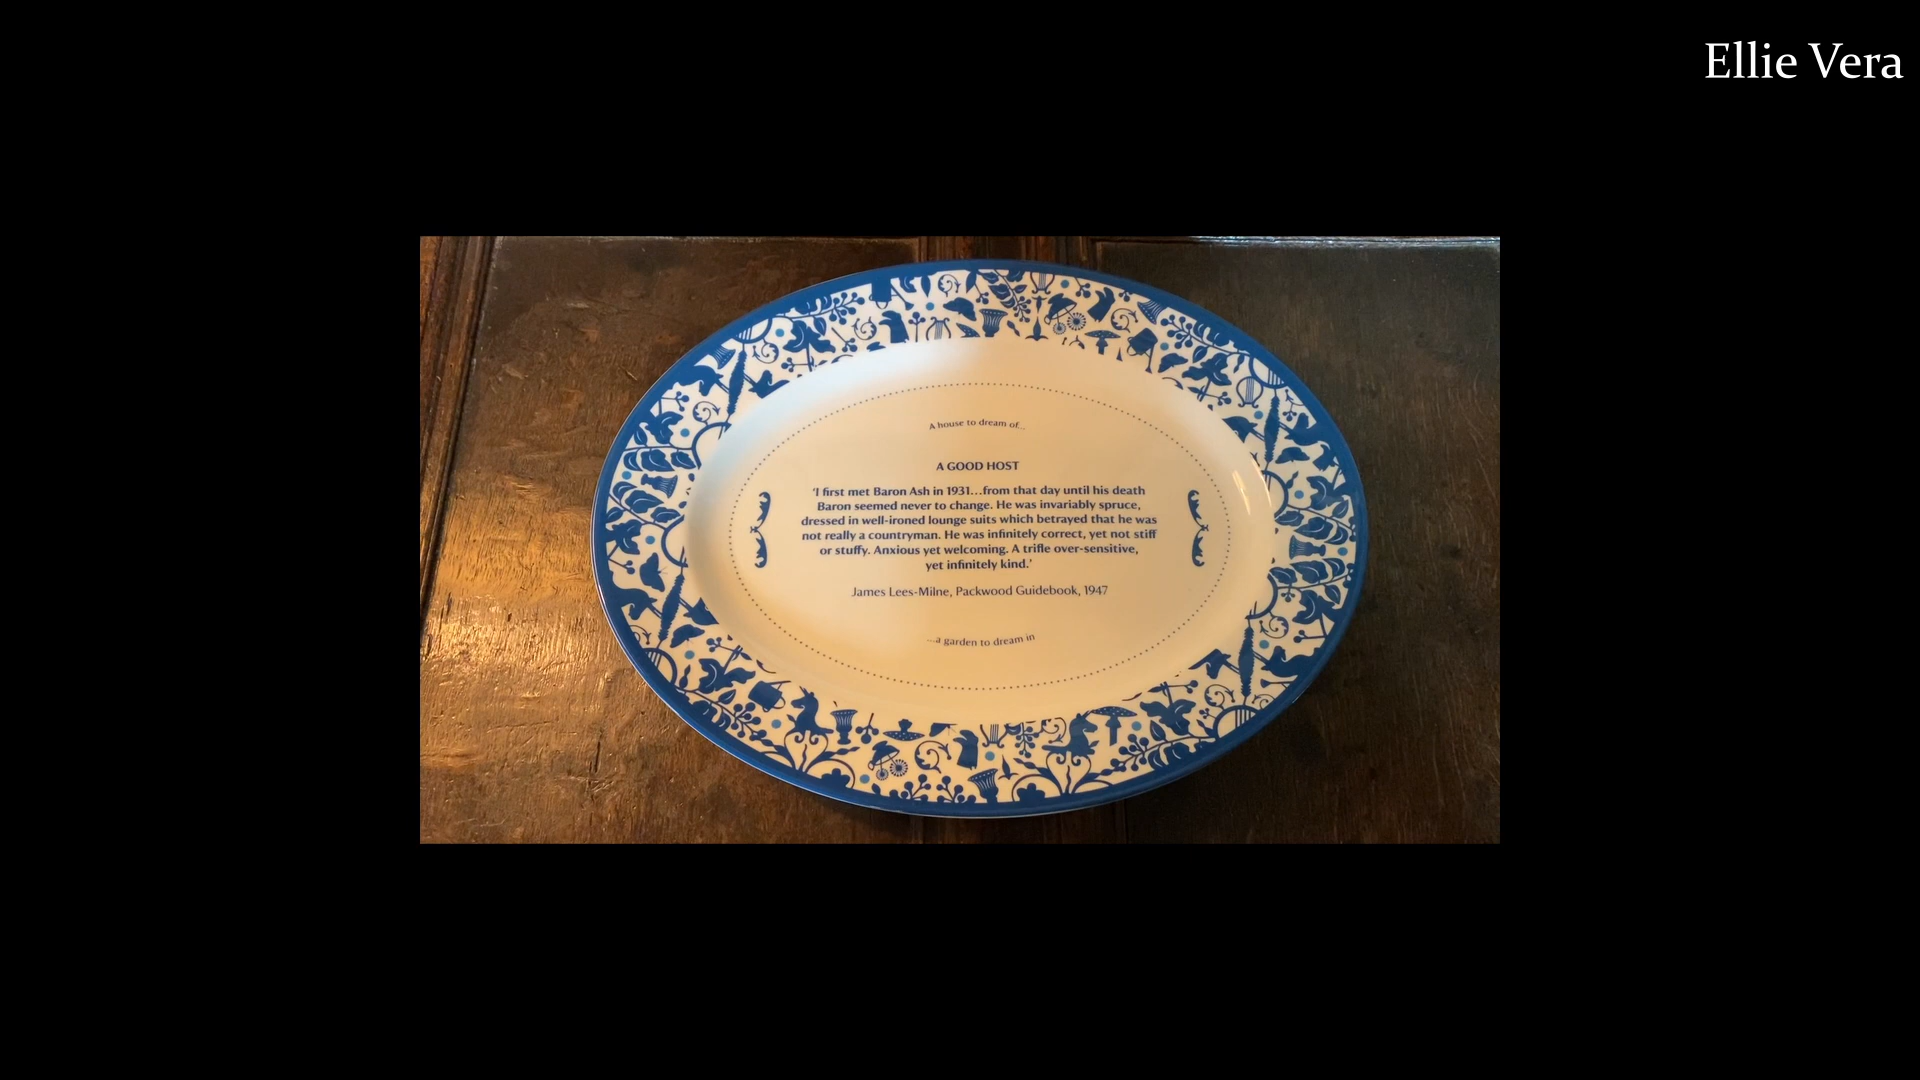 Ellie Vera
A house to dream of...
A GOOD HOST
‘I first met Baron Ash in 1931...from that day until his death
Baron seemed never to change. He was invariably spruce,
dressed in well-ironed lounge suits which betrayed that he was
not really a countryman. He was infinitely correct, yet not stiff
or stuffy. Anxious yet welcoming. A trifle over-sensitive,
yet infinitely kind.’
James Lees-Milne, Packwood Guidebook, 1947
...a garden to dream in